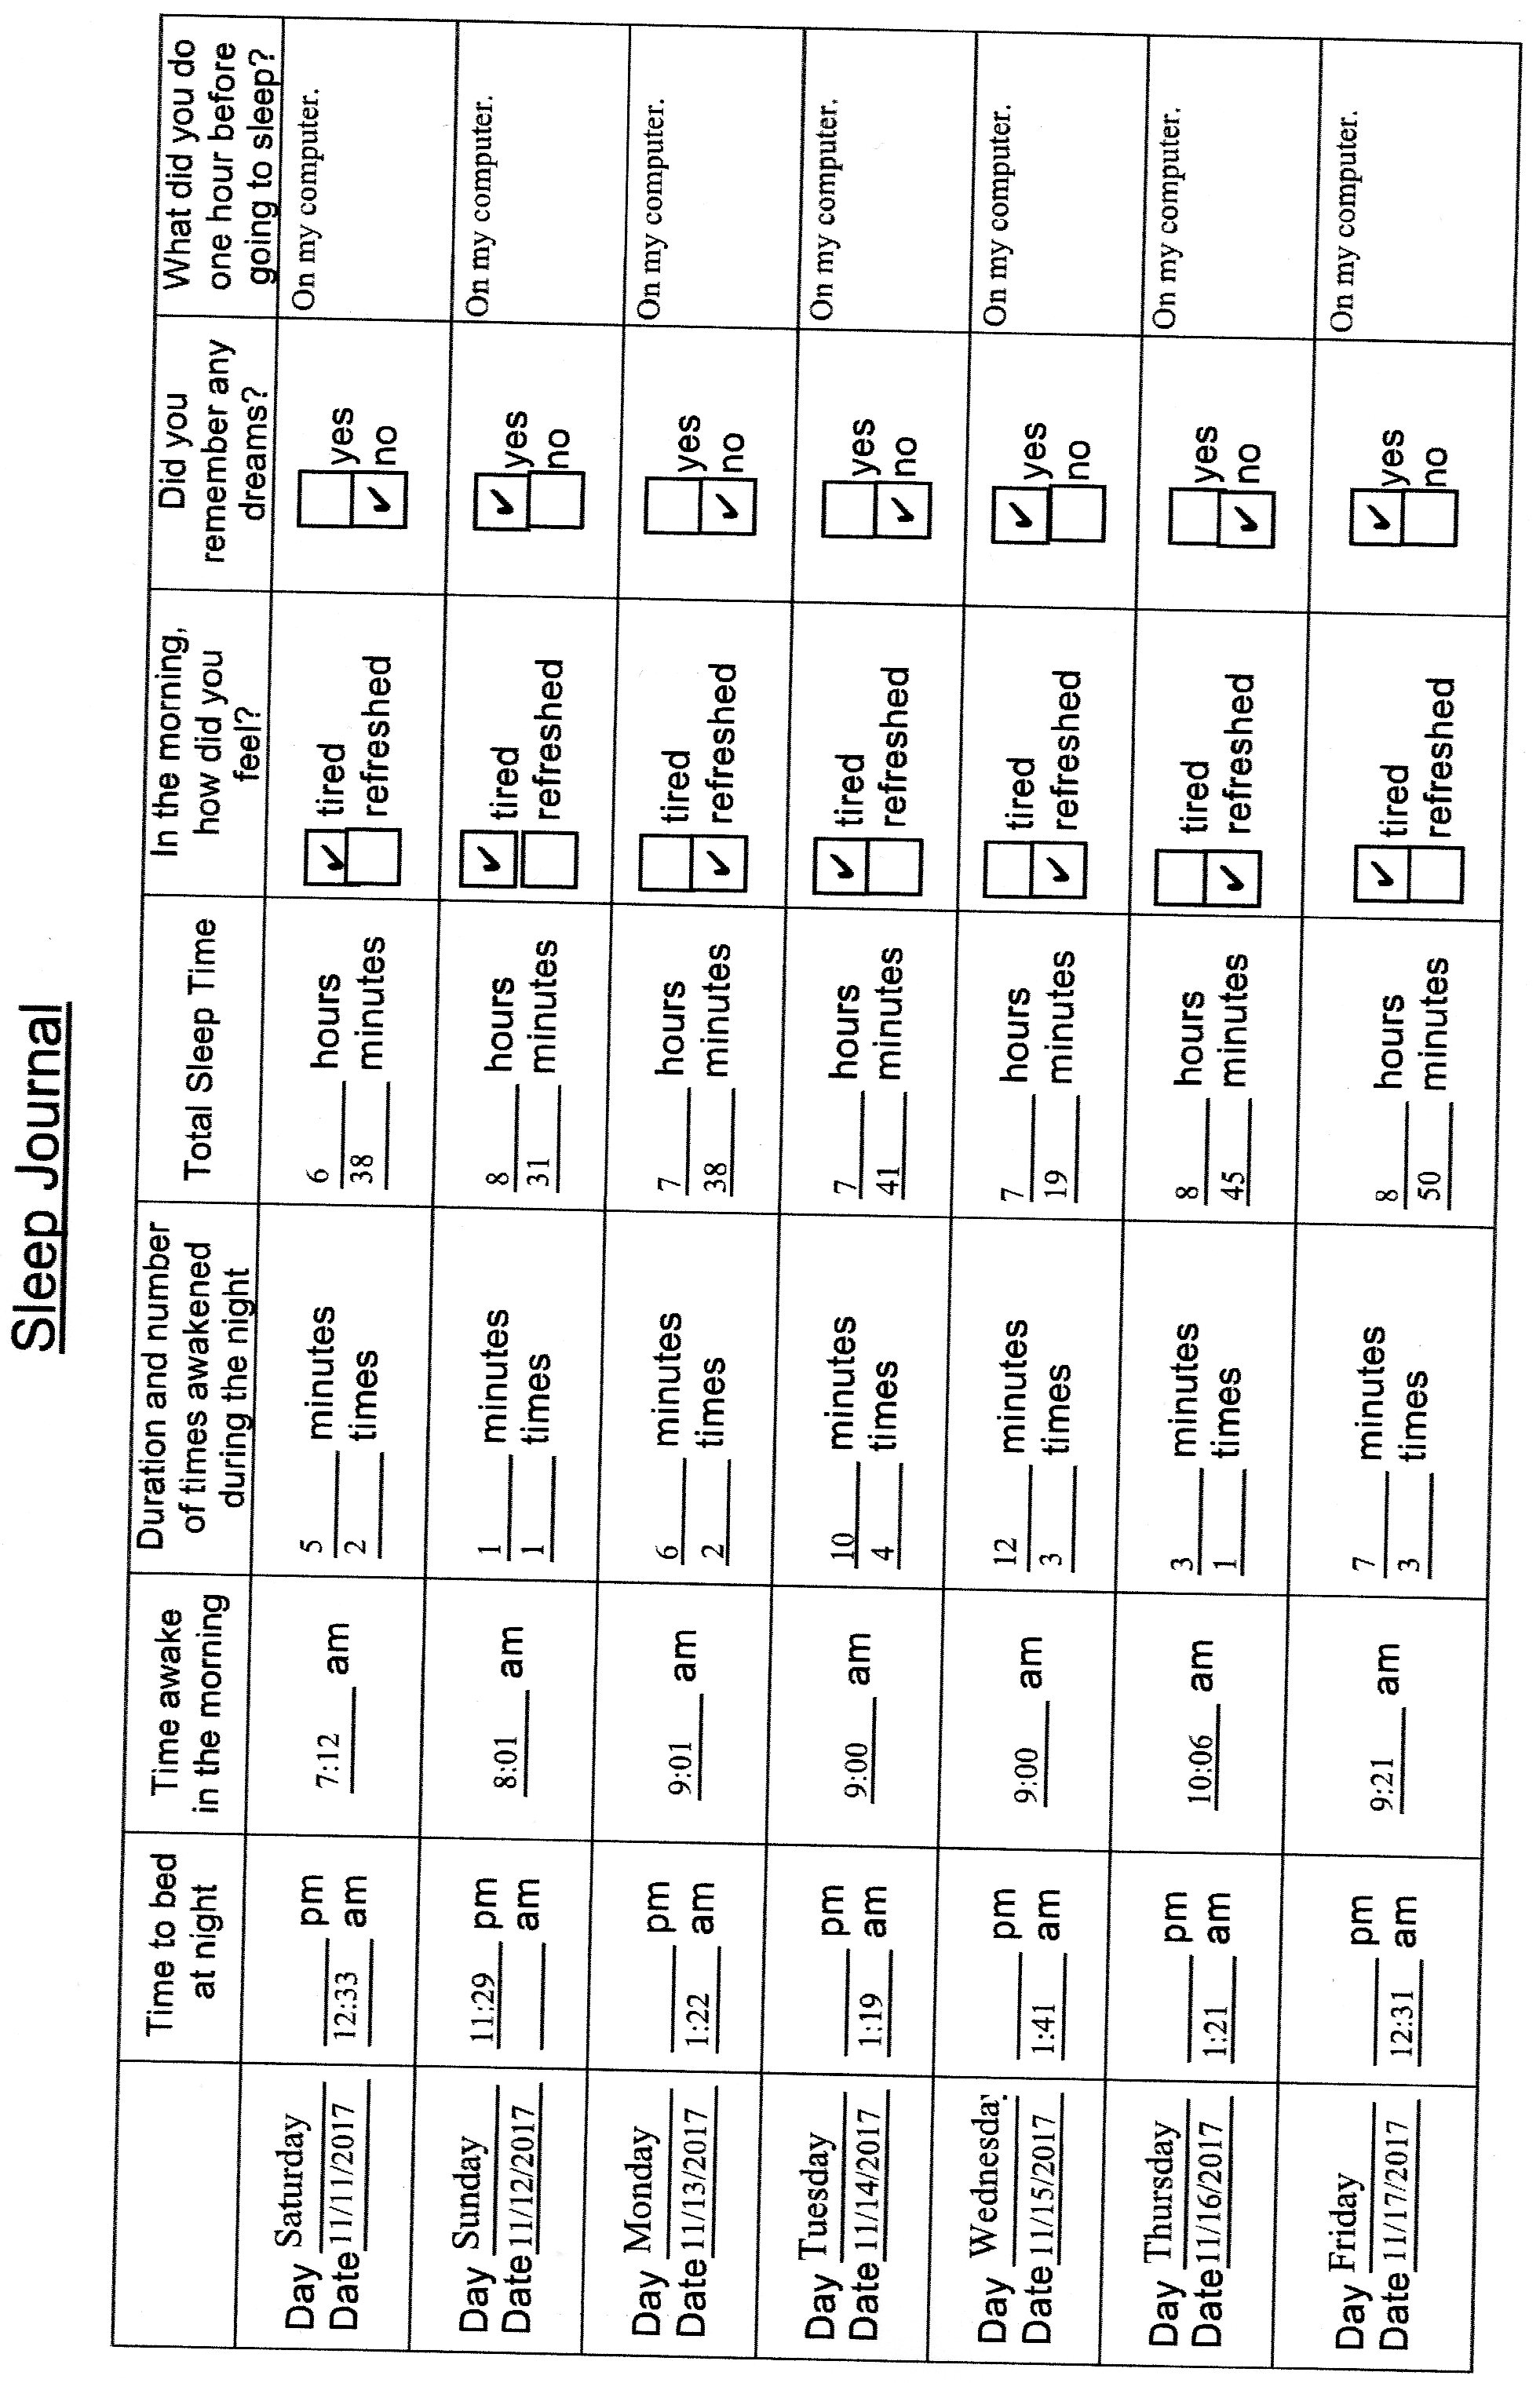 Sleep Journal
Time to bed
at night
Time awake
in the morning
Duration and number
of times awakened
during the night
Total Sleep Time
In the morning,
how did you
feel?
Did you
remember any
dreams?
What did you do
one hour before
going to sleep?
Day Saturday
Date 11/11/2017
pm
12:33 am
7:12 am
5 minutes
2 times
6 hours
38 minutes
✓ tired
refreshed
yes
✓ no
On my computer.
Day Sunday
Date 11/12/2017
11:29 pm
am
8:01 am
1 minutes
1 times
8 hours
31 minutes
✓ tired
refreshed
✓ yes
no
On my computer.
Day Monday
Date 11/13/2017
pm
1:22 am
9:01 am
6 minutes
2 times
7 hours
38 minutes
tired
✓ refreshed
yes
✓ no
On my computer.
Day Tuesday
Date 11/14/2017
pm
1:19 am
9:00 am
10 minutes
4 times
7 hours
41 minutes
✓ tired
refreshed
yes
✓ no
On my computer.
Day Wednesday
Date 11/15/2017
pm
1:41 am
9:00 am
12 minutes
3 times
7 hours
19 minutes
tired
✓ refreshed
✓ yes
no
On my computer.
Day Thursday
Date 11/16/2017
pm
1:21 am
10:06 am
3 minutes
1 times
8 hours
45 minutes
tired
✓ refreshed
yes
✓ no
On my computer.
Day Friday
Date 11/17/2017
pm
12:31 am
9:21 am
7 minutes
3 times
8 hours
50 minutes
✓ tired
refreshed
✓ yes
no
On my computer.